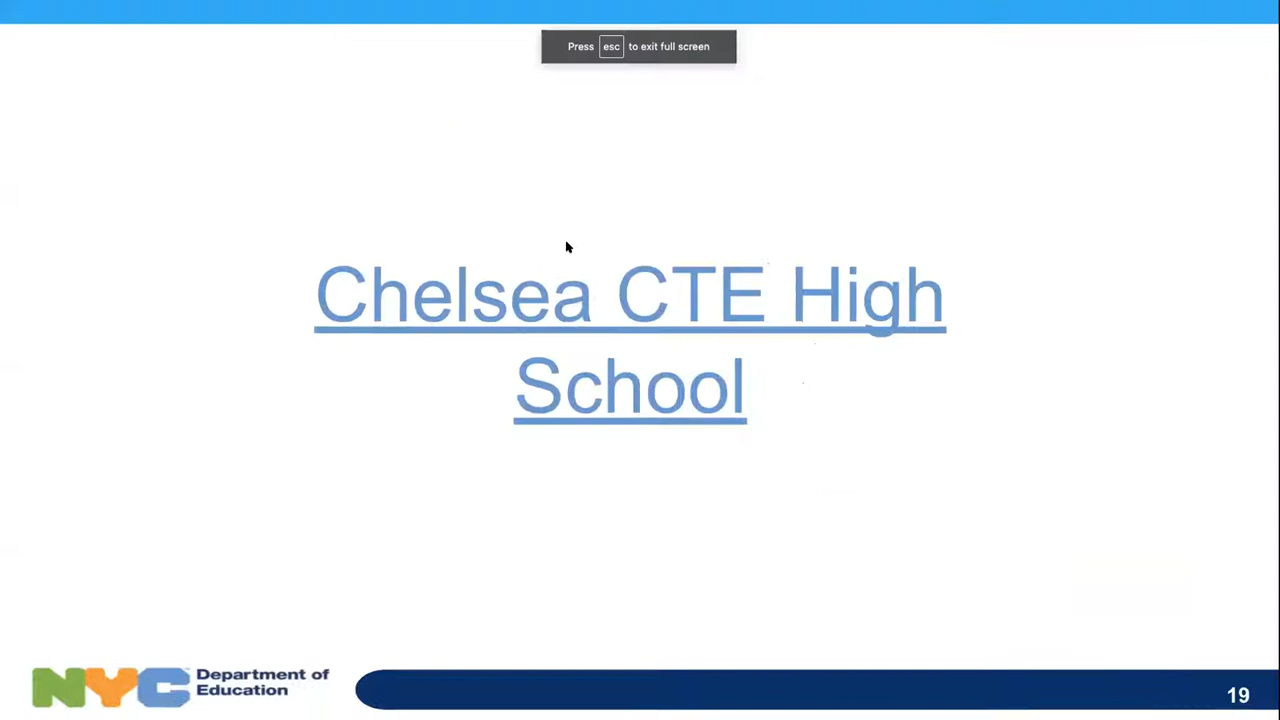 Press esc to exit full screen
Chelsea CTE High
School
NYC
Department of
Education
19